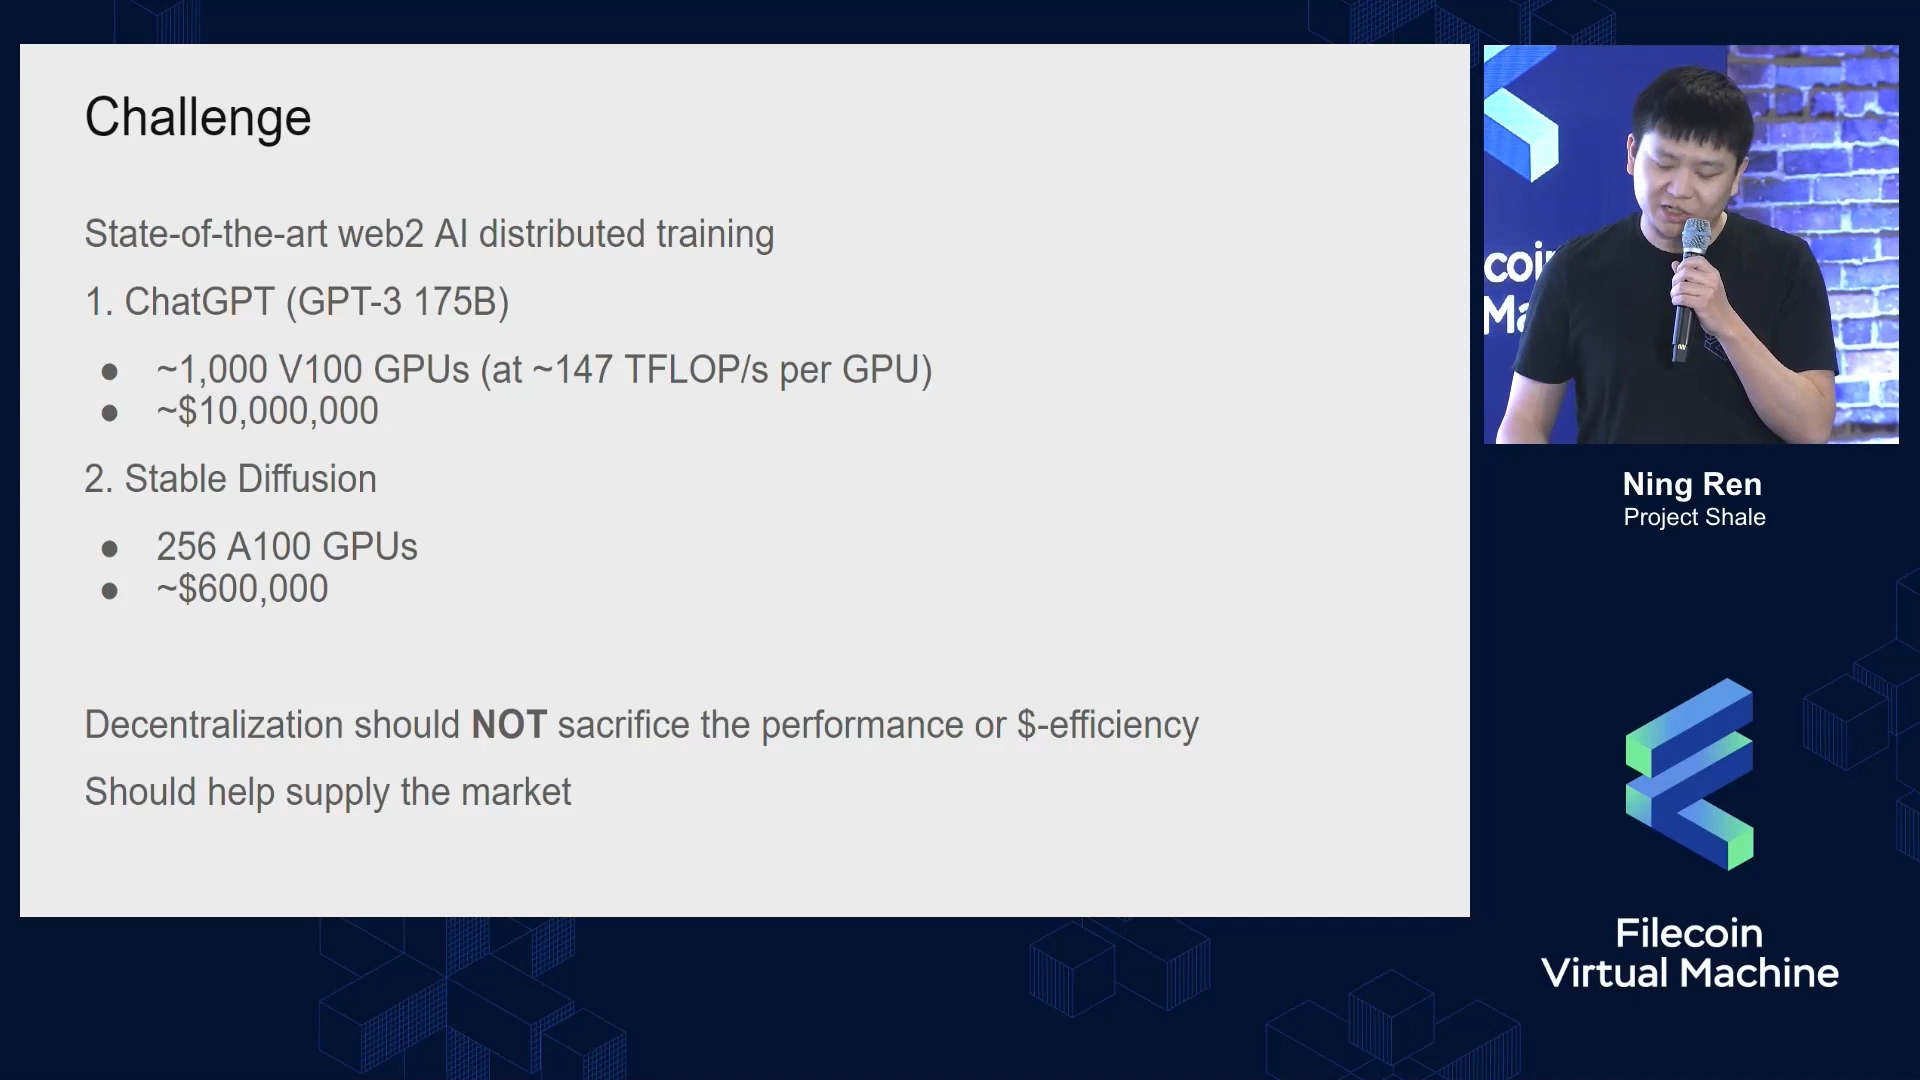 Challenge
State-of-the-art web2 AI distributed training
1. ChatGPT (GPT-3 175B)
● ~1,000 V100 GPUs (at ~147 TFLOP/s per GPU)
● ~$10,000,000
2. Stable Diffusion
● 256 A100 GPUs
● ~$600,000
Decentralization should NOT sacrifice the performance or $-efficiency
Should help supply the market
coi
Ma
Ning Ren
Project Shale
Filecoin
Virtual Machine